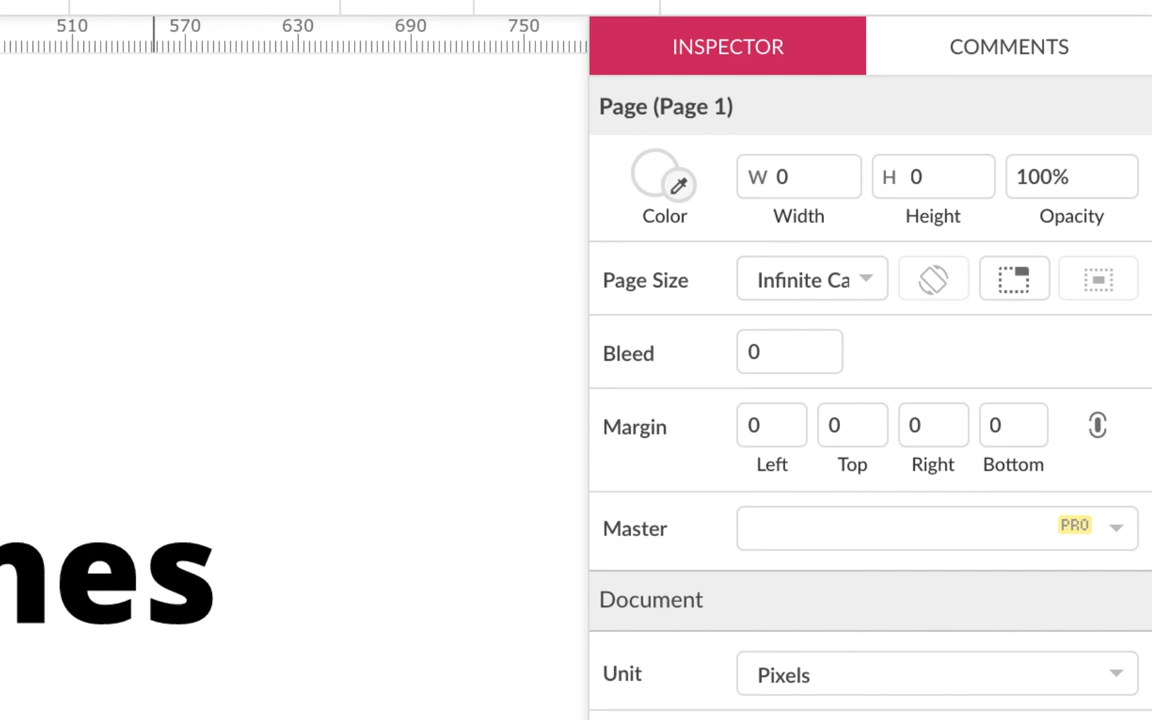 510 570 630 690 750
INSPECTOR COMMENTS
Page (Page 1)
W 0 H 0 100%
Color Width Height Opacity
Page Size Infinite Ca
Bleed 0
Margin 0 0 0 0
Left Top Right Bottom
Master PRO
nes
Document
Unit Pixels